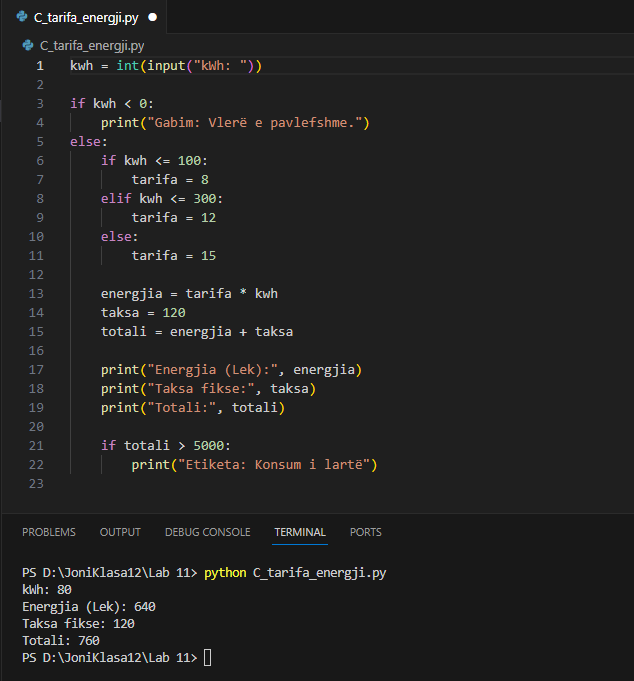 C_tarifa_energji.py
C_tarifa_energji.py
1 kwh = int(input("kWh: "))
2
3 if kwh < 0:
4     print("Gabim: Vlerë e pavlefshme.")
5 else:
6     if kwh <= 100:
7         tarifa = 8
8     elif kwh <= 300:
9         tarifa = 12
10     else:
11         tarifa = 15
12
13     energjia = tarifa * kwh
14     taksa = 120
15     totali = energjia + taksa
16
17     print("Energjia (Lek):", energjia)
18     print("Taksa fikse:", taksa)
19     print("Totali:", totali)
20
21     if totali > 5000:
22         print("Etiketa: Konsum i lartë")
23
PROBLEMS OUTPUT DEBUG CONSOLE TERMINAL PORTS
PS D:\JoniKlasa12\Lab 11> python C_tarifa_energji.py
kWh: 80
Energjia (Lek): 640
Taksa fikse: 120
Totali: 760
PS D:\JoniKlasa12\Lab 11>